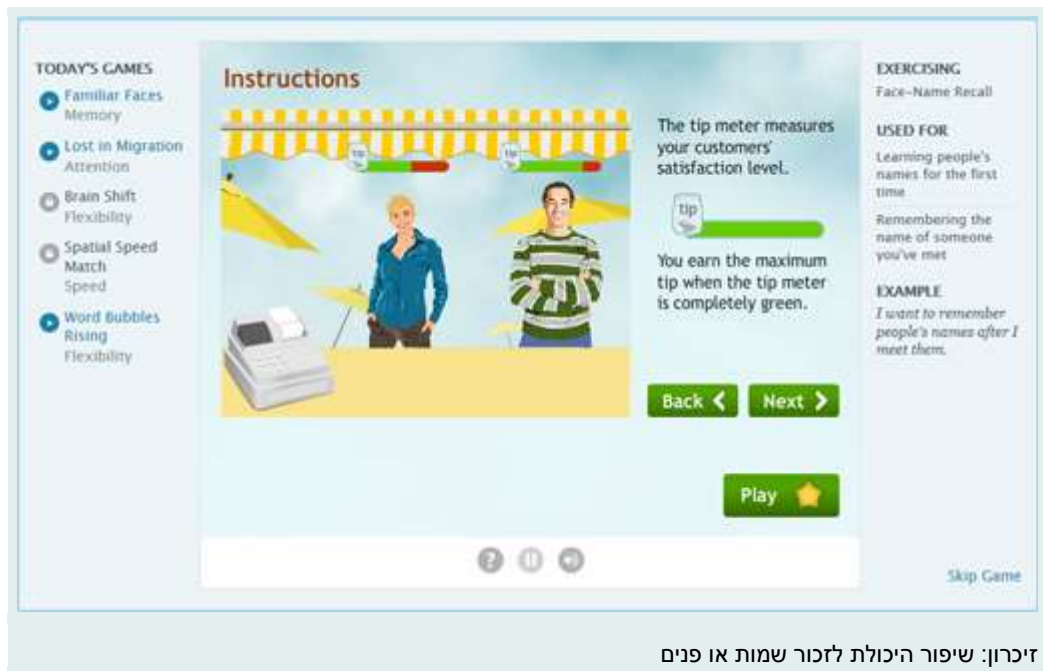 TODAY'S GAMES
Familiar Faces
Memory
Lost in Migration
Attention
Brain Shift
Flexibility
Spatial Speed
Match
Speed
Word Bubbles
Rising
Flexibility
Instructions
tip
tip
The tip meter measures
your customers'
satisfaction level.
tip
You earn the maximum
tip when the tip meter
is completely green.
Back
Next
Play
EXERCISING
Face-Name Recall
USED FOR
Learning people's
names for the first
time
Remembering the
name of someone
you've met
EXAMPLE
I want to remember
people's names after I
meet them.
Skip Game
זיכרון: שיפור היכולת לזכור שמות או פנים